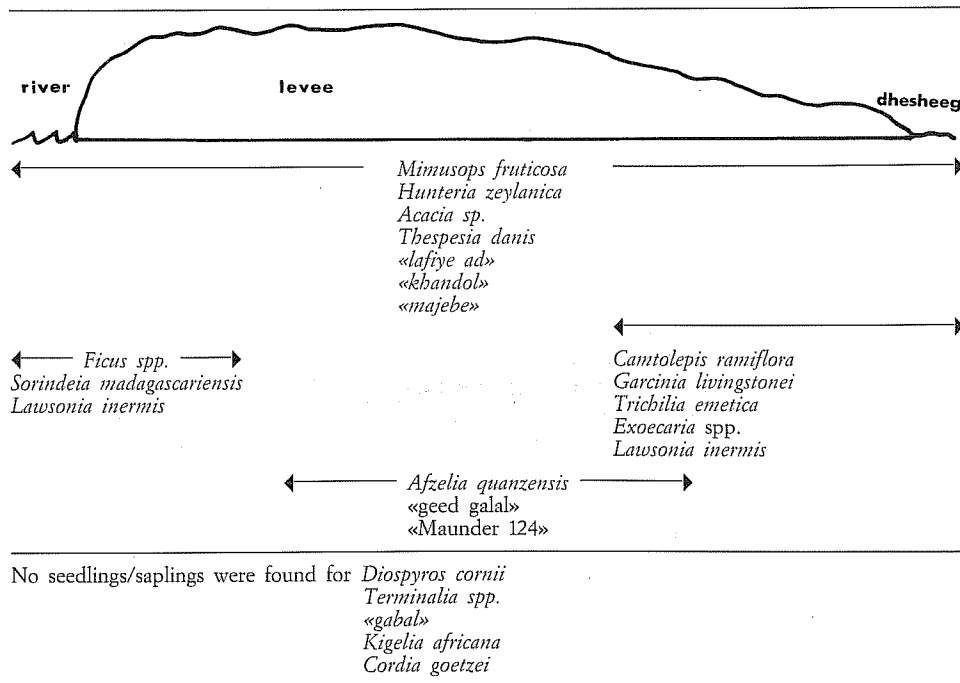 river
levee
dhesheeg
Mimusops fruticosa
Hunteria zeylanica
Acacia sp.
Thespesia danis
«lafiye ad»
«khandol»
«majebe»
Ficus spp.
Sorindeia madagascariensis
Lawsonia inermis
Camtolepis ramiflora
Garcinia livingstonei
Trichilia emetica
Exoecaria spp.
Lawsonia inermis
Afzelia quanzensis
«geed galal»
«Maunder 124»
No seedlings/saplings were found for Diospyros cornii
Terminalia spp.
«gabal»
Kigelia africana
Cordia goetzei